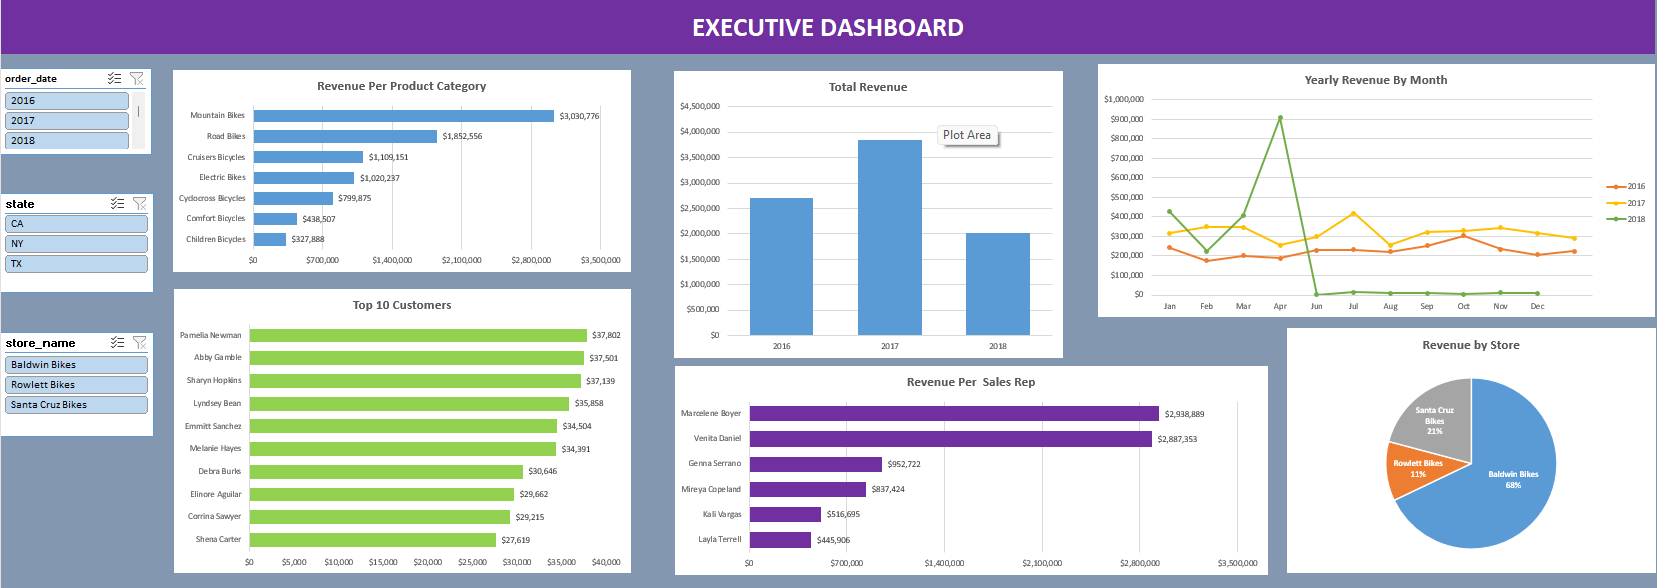 EXECUTIVE DASHBOARD
order_date
2016
2017
2018
state
CA
NY
TX
store_name
Baldwin Bikes
Rowlett Bikes
Santa Cruz Bikes
Revenue Per Product Category
Mountain Bikes $3,030,776
Road Bikes $1,852,556
Cruisers Bicycles $1,109,151
Electric Bikes $1,020,237
Cyclocross Bicycles $799,875
Comfort Bicycles $438,507
Children Bicycles $327,888
$0 $700,000 $1,400,000 $2,100,000 $2,800,000 $3,500,000
Top 10 Customers
Pamelia Newman $37,802
Abby Gamble $37,501
Sharyn Hopkins $37,139
Lyndsey Bean $35,858
Emmitt Sanchez $34,504
Melanie Hayes $34,391
Debra Burks $30,646
Elinore Aguilar $29,662
Corrina Sawyer $29,215
Shena Carter $27,619
$0 $5,000 $10,000 $15,000 $20,000 $25,000 $30,000 $35,000 $40,000
Total Revenue
$4,500,000
$4,000,000
$3,500,000
$3,000,000
$2,500,000
$2,000,000
$1,500,000
$1,000,000
$500,000
$0
Plot Area
2016 2017 2018
Revenue Per Sales Rep
Marcelene Boyer $2,938,889
Venita Daniel $2,887,353
Genna Serrano $952,722
Mireya Copeland $837,424
Kali Vargas $516,695
Layla Terrell $445,906
$0 $700,000 $1,400,000 $2,100,000 $2,800,000 $3,500,000
Yearly Revenue By Month
$1,000,000
$900,000
$800,000
$700,000
$600,000
$500,000
$400,000
$300,000
$200,000
$100,000
$0
Jan Feb Mar Apr Jun Jul Aug Sep Oct Nov Dec
2016
2017
2018
Revenue by Store
Santa Cruz
Bikes
21%
Rowlett Bikes
11%
Baldwin Bikes
68%